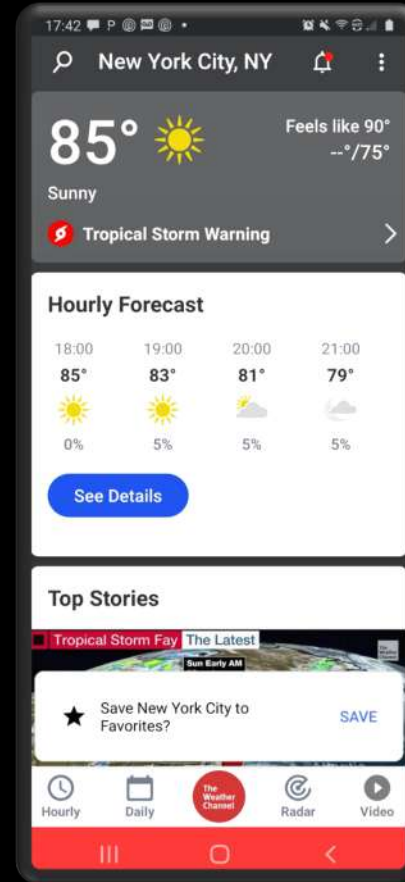 17:42
New York City, NY
85°
Feels like 90°
--°/75°
Sunny
Tropical Storm Warning
Hourly Forecast
18:00 19:00 20:00 21:00
85° 83° 81° 79°
0% 5% 5% 5%
See Details
Top Stories
Tropical Storm Fay The Latest
The Weather Channel
Sun Early AM
Save New York City to
Favorites?
SAVE
The
Weather
Channel
Hourly Daily Radar Video